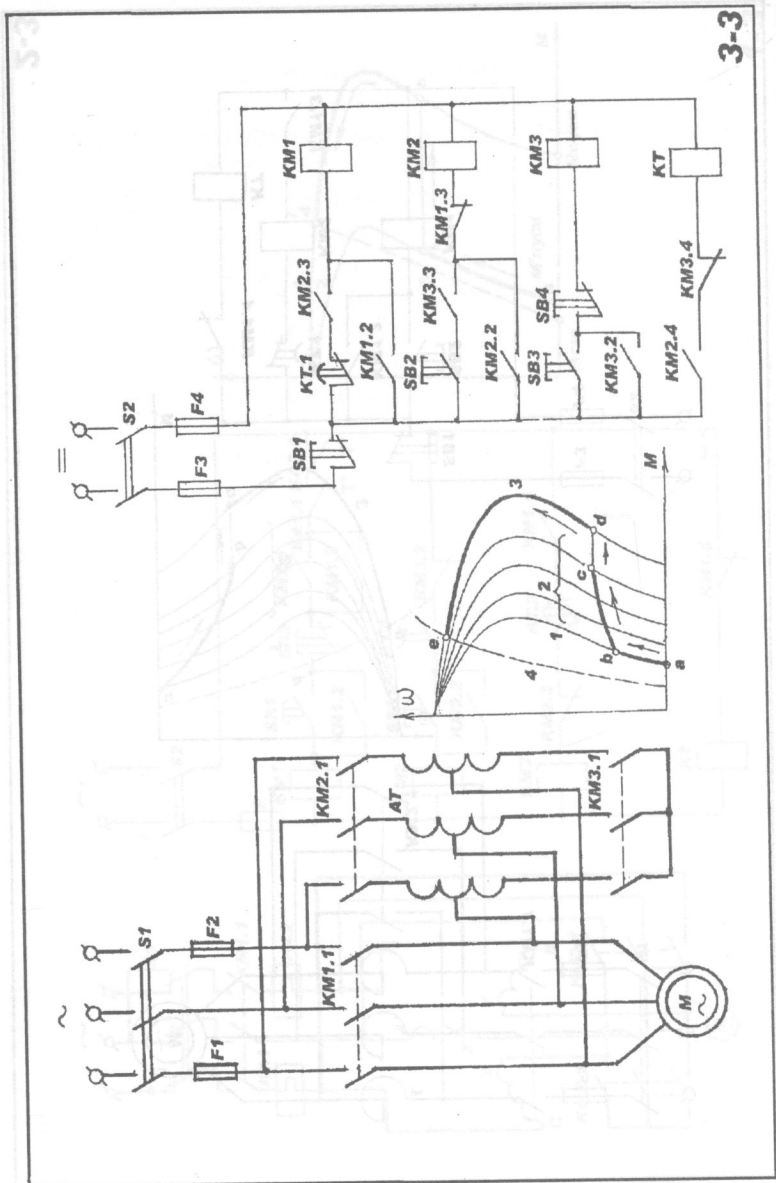 3-3
~
S1
F1
F2
KM1.1
KM2.1
AT
KM3.1
M
~
=
S2
F3
F4
SB1
KT.1
KM2.3
KM1
KM1.2
SB2
KM3.3
KM1.3
KM2
KM2.2
SB3
SB4
KM3
KM3.2
KM2.4
KM3.4
KT
ω
M
e
4
1
2
3
a
b
c
d